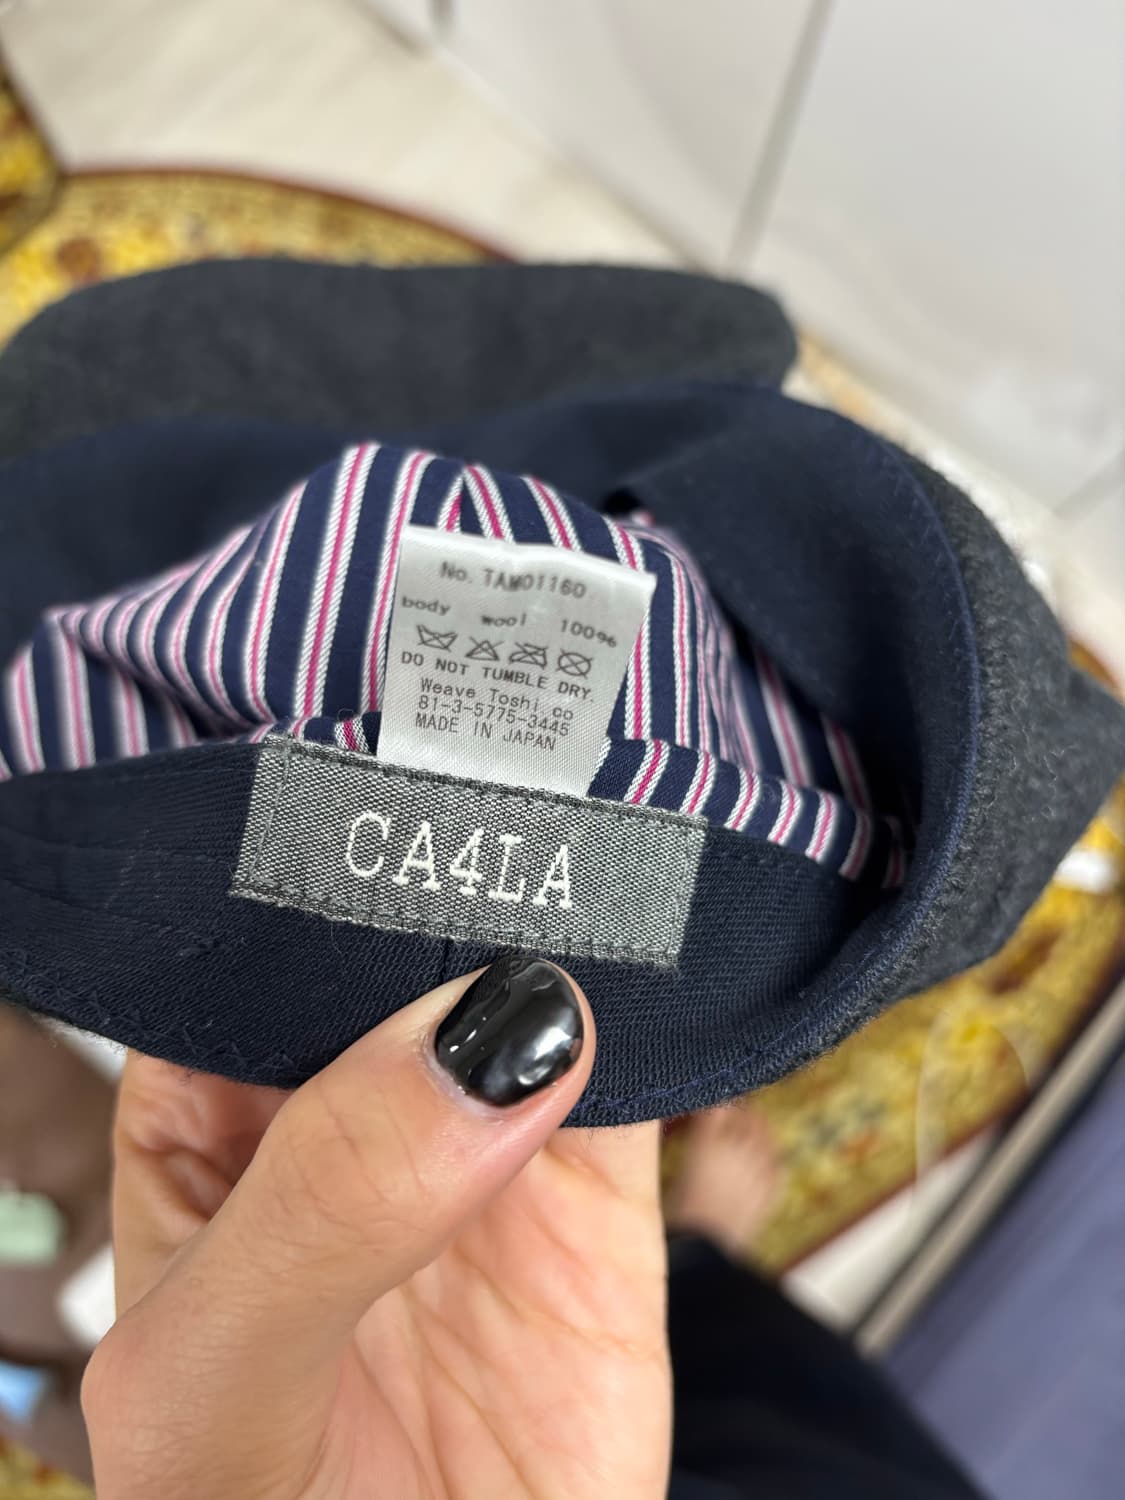 No. TAM01160
body wool 100%
DO NOT TUMBLE DRY.
Weave Toshi co
81-3-5775-3445
MADE IN JAPAN
CA4LA